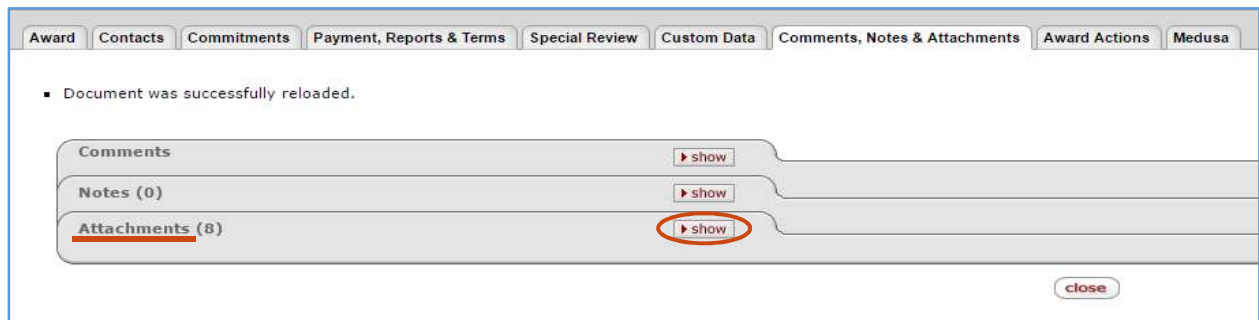 Award Contacts Commitments Payment, Reports & Terms Special Review Custom Data Comments, Notes & Attachments Award Actions Medusa
Document was successfully reloaded.
Comments show
Notes (0) show
Attachments (8) show
close